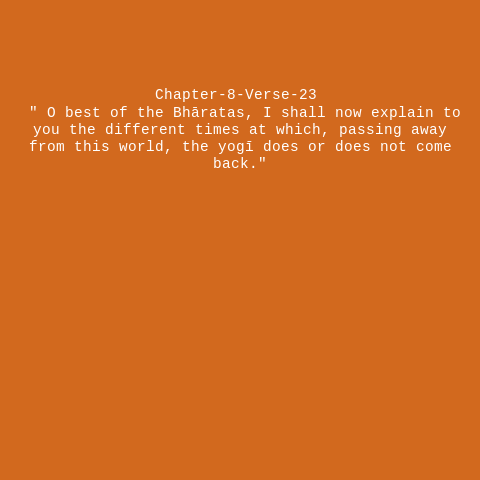 Chapter-8-Verse-23
" O best of the Bhāratas, I shall now explain to
you the different times at which, passing away
from this world, the yogī does or does not come
back."